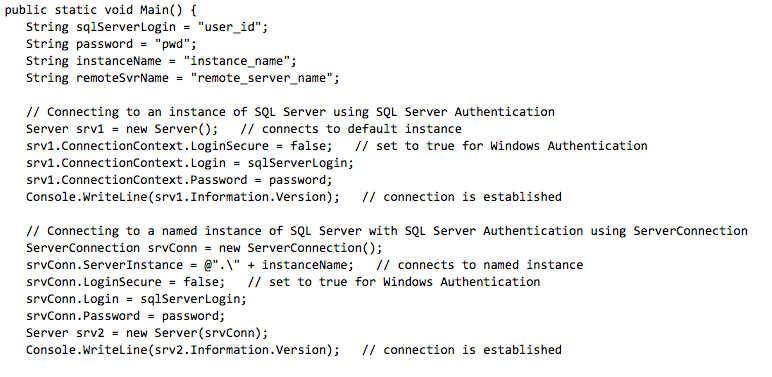 public static void Main() {
String sqlServerLogin = "user_id";
String password = "pwd";
String instanceName = "instance_name";
String remoteSvrName = "remote_server_name";
// Connecting to an instance of SQL Server using SQL Server Authentication
Server srv1 = new Server();   // connects to default instance
srv1.ConnectionContext.LoginSecure = false;   // set to true for Windows Authentication
srv1.ConnectionContext.Login = sqlServerLogin;
srv1.ConnectionContext.Password = password;
Console.WriteLine(srv1.Information.Version);   // connection is established
// Connecting to a named instance of SQL Server with SQL Server Authentication using ServerConnection
ServerConnection srvConn = new ServerConnection();
srvConn.ServerInstance = @".\" + instanceName;   // connects to named instance
srvConn.LoginSecure = false;   // set to true for Windows Authentication
srvConn.Login = sqlServerLogin;
srvConn.Password = password;
Server srv2 = new Server(srvConn);
Console.WriteLine(srv2.Information.Version);   // connection is established